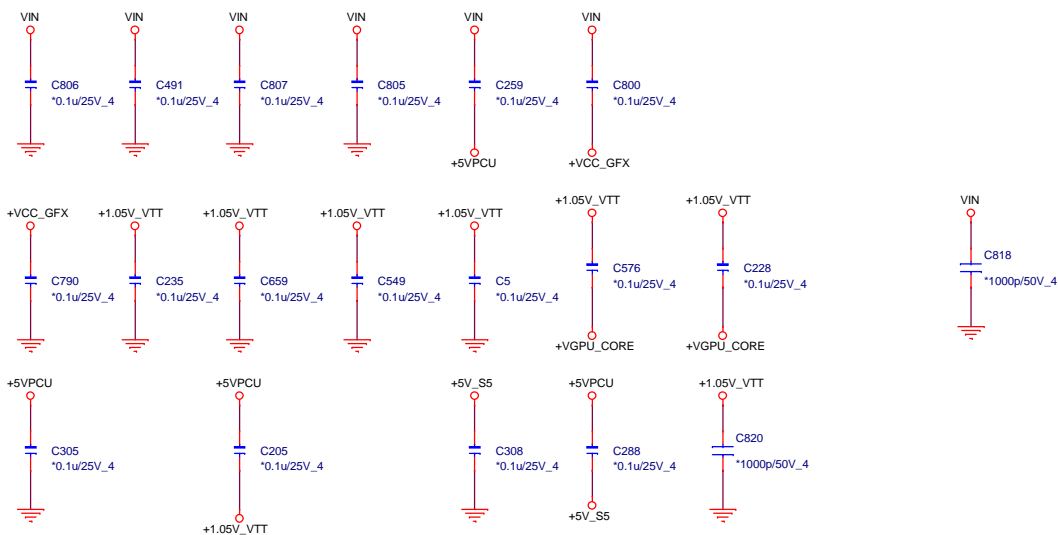 VIN
VIN
VIN
VIN
VIN
VIN
C806
*0.1u/25V_4
C491
*0.1u/25V_4
C807
*0.1u/25V_4
C805
*0.1u/25V_4
C259
*0.1u/25V_4
C800
*0.1u/25V_4
+5VPCU
+VCC_GFX
+VCC_GFX
+1.05V_VTT
+1.05V_VTT
+1.05V_VTT
+1.05V_VTT
+1.05V_VTT
+1.05V_VTT
VIN
C790
*0.1u/25V_4
C235
*0.1u/25V_4
C659
*0.1u/25V_4
C549
*0.1u/25V_4
C5
*0.1u/25V_4
C576
*0.1u/25V_4
C228
*0.1u/25V_4
C818
*1000p/50V_4
+VGPU_CORE
+VGPU_CORE
+5VPCU
+5VPCU
+5V_S5
+5VPCU
+1.05V_VTT
C305
*0.1u/25V_4
C205
*0.1u/25V_4
C308
*0.1u/25V_4
C288
*0.1u/25V_4
C820
*1000p/50V_4
+1.05V_VTT
+5V_S5